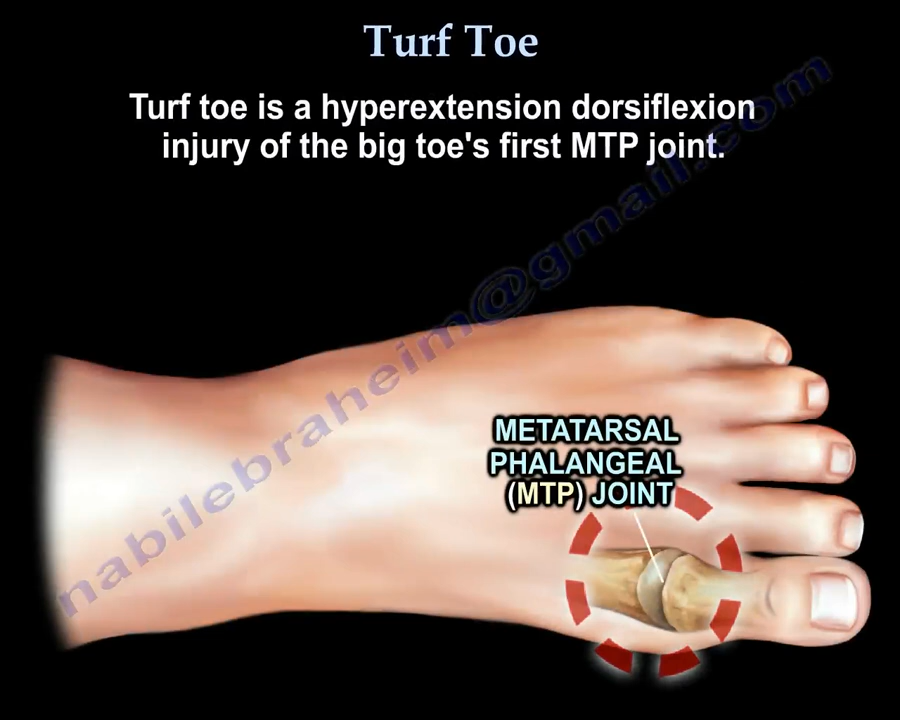 Turf Toe
Turf toe is a hyperextension dorsiflexion
injury of the big toe's first MTP joint.
METATARSAL
PHALANGEAL
(MTP) JOINT
nabilebraheim@gmail.com